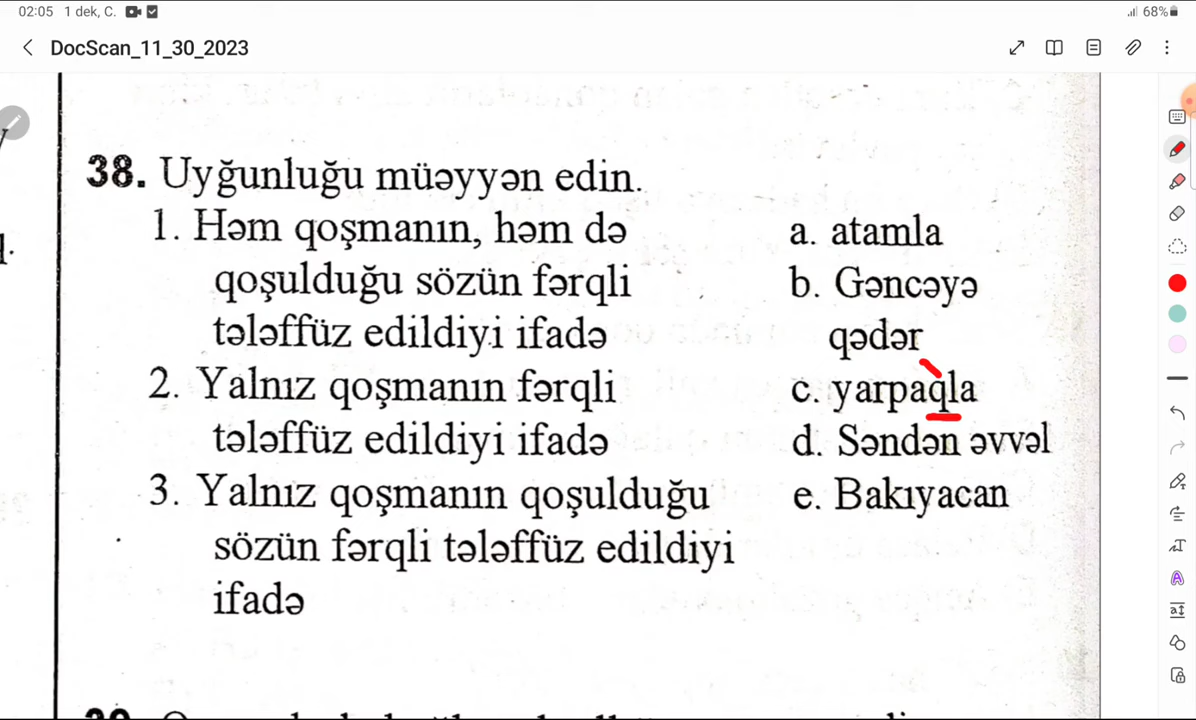 02:05 1 dek, C.
68%
DocScan_11_30_2023
38. Uyğunluğu müəyyən edin.
1. Həm qoşmanın, həm də
qoşulduğu sözün fərqli
tələffüz edildiyi ifadə
2. Yalnız qoşmanın fərqli
tələffüz edildiyi ifadə
3. Yalnız qoşmanın qoşulduğu
sözün fərqli tələffüz edildiyi
ifadə
a. atamla
b. Gəncəyə
qədər
c. yarpaqla
d. Səndən əvvəl
e. Bakıyacan